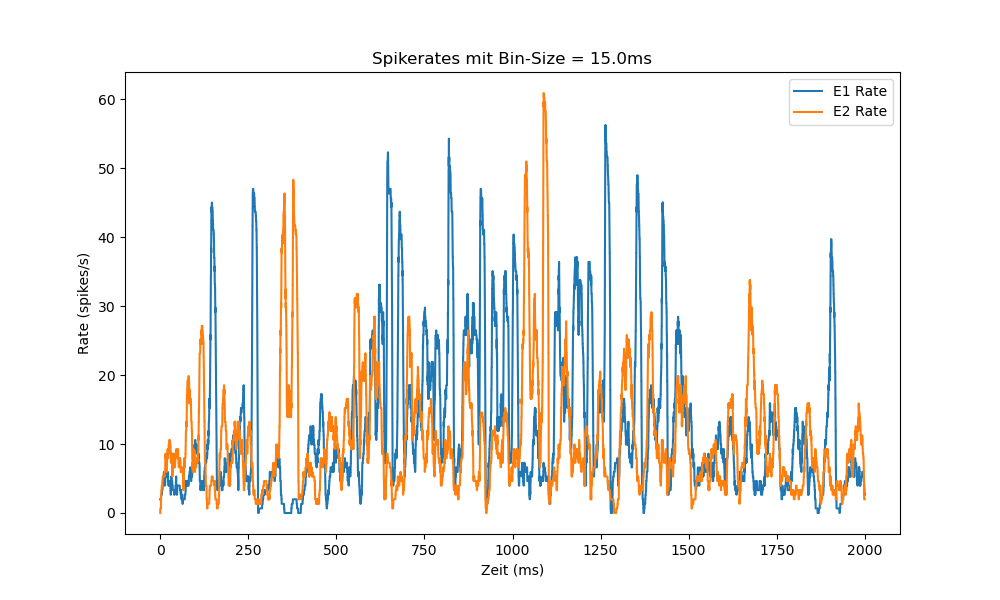 Spikerates mit Bin-Size = 15.0ms
E1 Rate
E2 Rate
60
50
40
30
20
10
0
Rate (spikes/s)
0 250 500 750 1000 1250 1500 1750 2000
Zeit (ms)